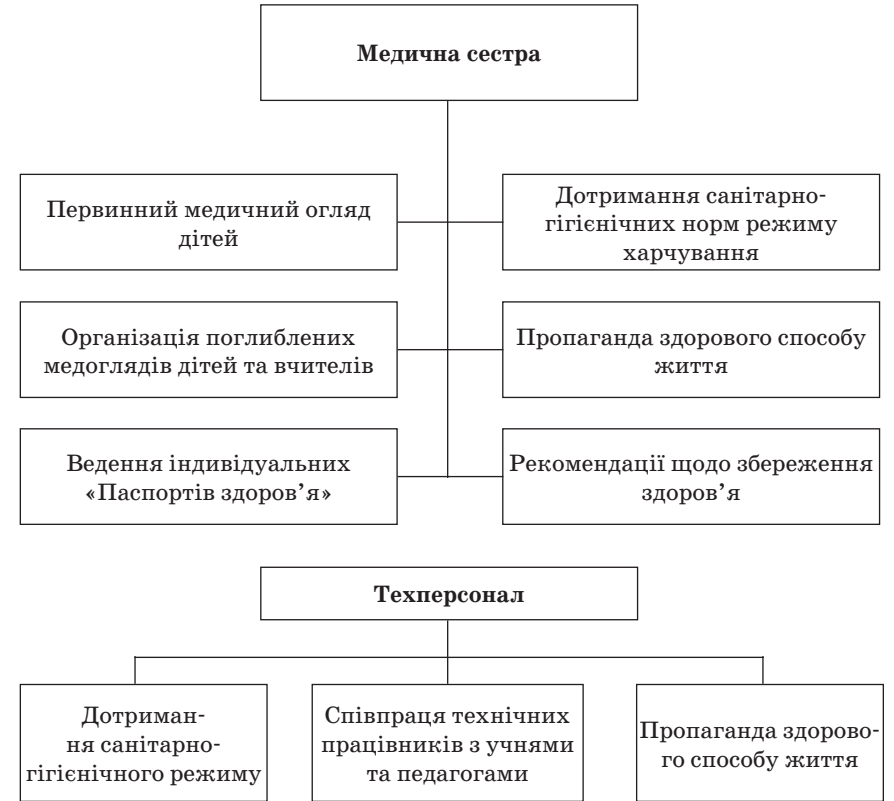 Медична сестра
Первинний медичний огляд
дітей
Дотримання санітарно-
гігієнічних норм режиму
харчування
Організація поглиблених
медоглядів дітей та вчителів
Пропаганда здорового способу
життя
Ведення індивідуальних
«Паспортів здоров’я»
Рекомендації щодо збереження
здоров’я
Техперсонал
Дотриман-
ня санітарно-
гігієнічного режиму
Співпраця технічних
працівників з учнями
та педагогами
Пропаганда здорово-
го способу життя